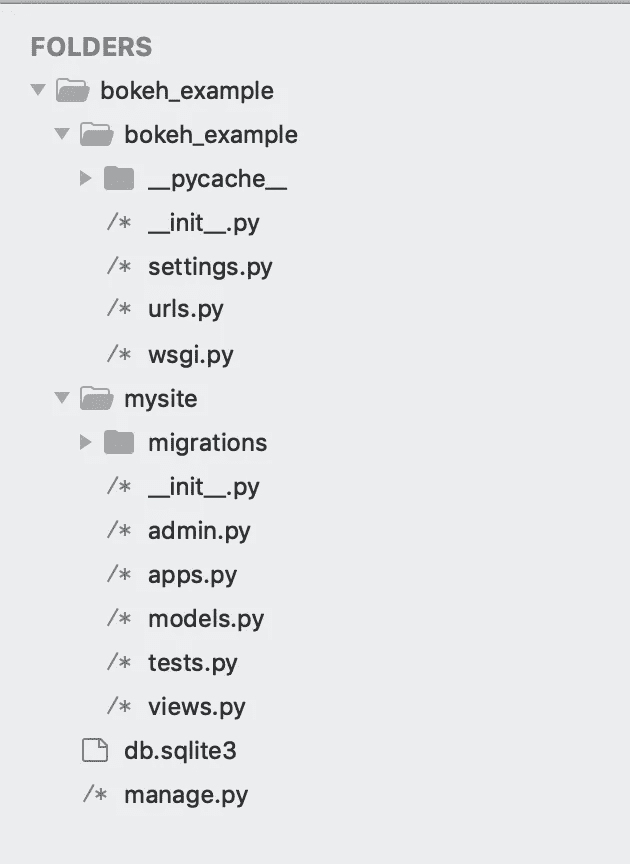 FOLDERS
bokeh_example
bokeh_example
__pycache__
/* __init__.py
/* settings.py
/* urls.py
/* wsgi.py
mysite
migrations
/* __init__.py
/* admin.py
/* apps.py
/* models.py
/* tests.py
/* views.py
db.sqlite3
/* manage.py